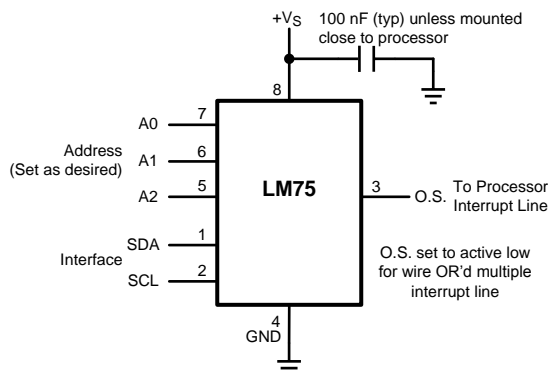 +VS
100 nF (typ) unless mounted
close to processor
8
A0
7
Address
(Set as desired)
A1
6
A2
5
LM75
3
O.S.
To Processor
Interrupt Line
Interface
SDA
1
SCL
2
O.S. set to active low
for wire OR'd multiple
interrupt line
4
GND